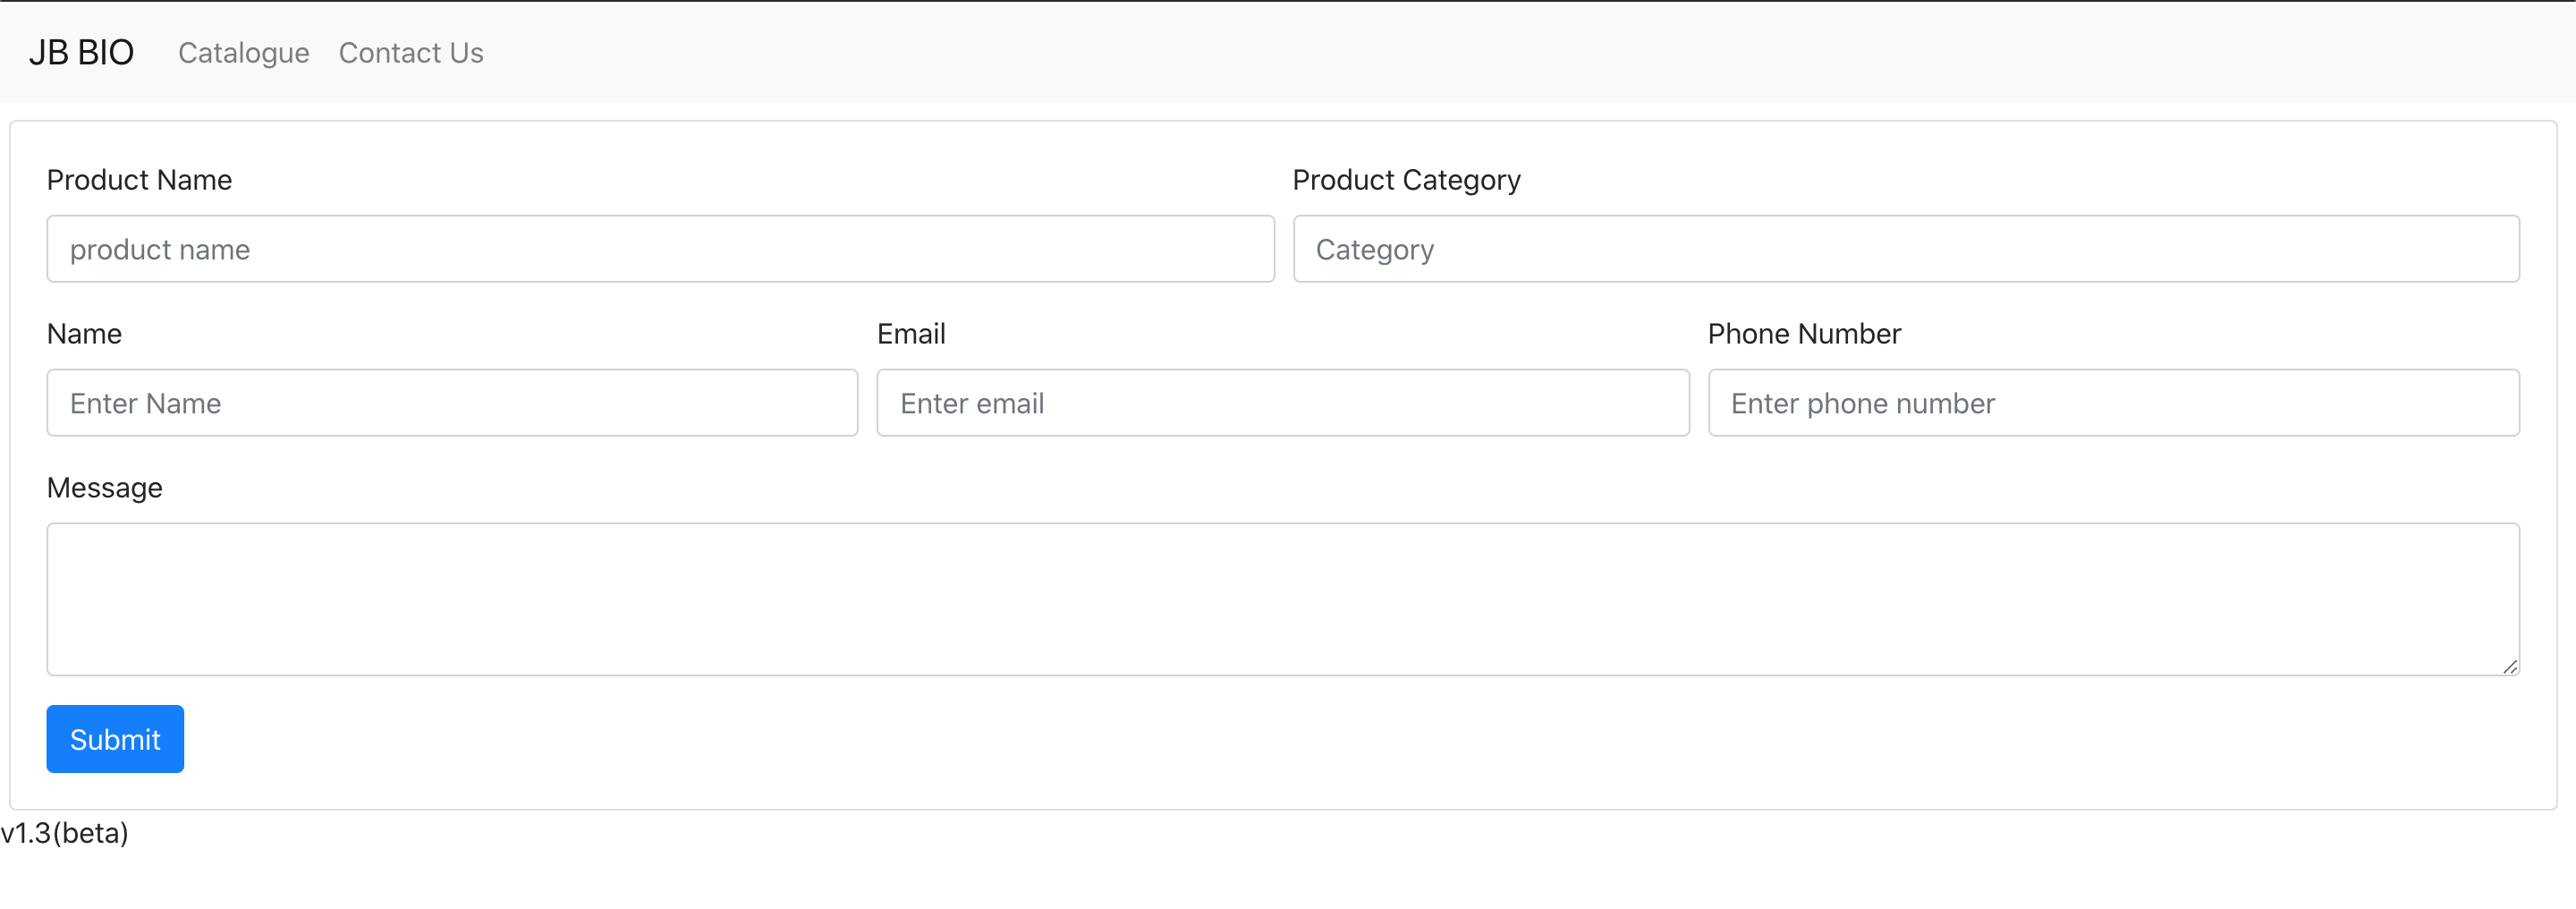 JB BIO Catalogue Contact Us
Product Name Product Category
product name Category
Name Email Phone Number
Enter Name Enter email Enter phone number
Message
Submit
v1.3(beta)